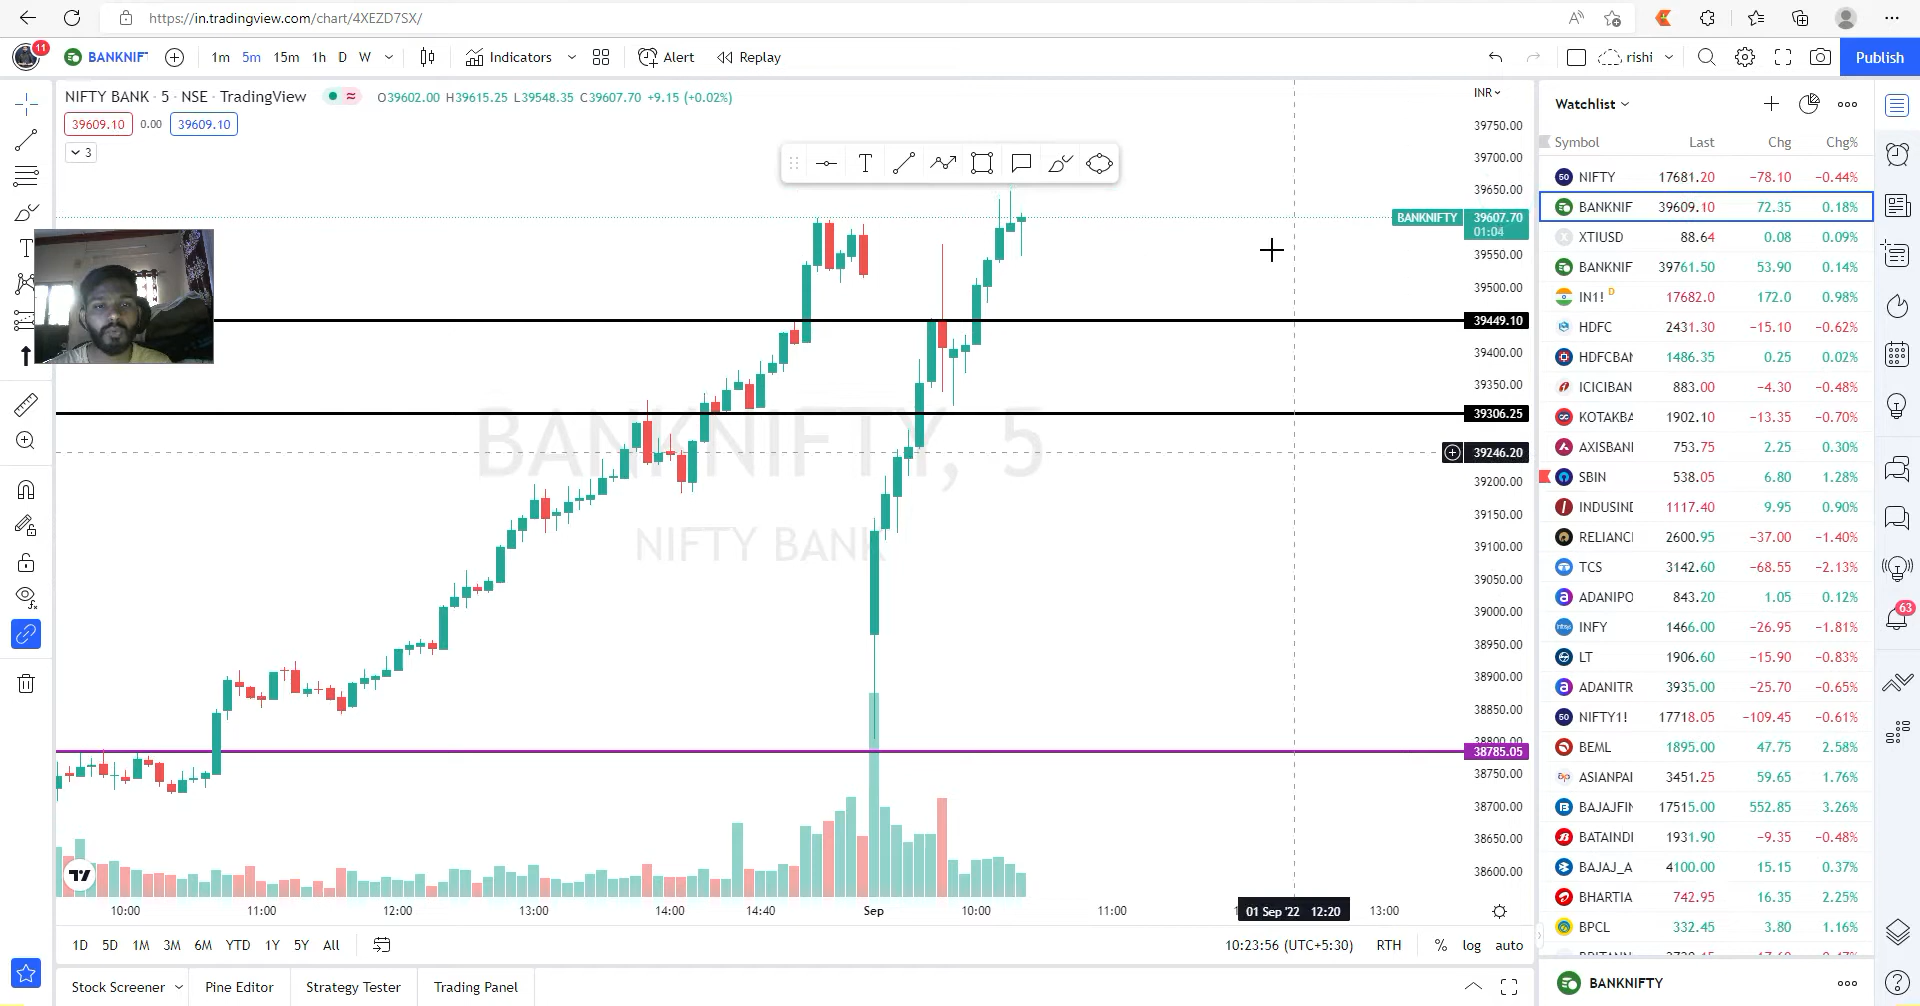 https://in.tradingview.com/chart/4XEZD7SX/
11
BANKNIF
1m 5m 15m 1h D W
Indicators
Alert
Replay
rishi
Publish
NIFTY BANK · 5 · NSE · TradingView
O39602.00 H39615.25 L39548.35 C39607.70 +9.15 (+0.02%)
39609.10 0.00 39609.10
3
INR
39750.00
39700.00
39650.00
BANKNIFTY 39607.70
01:04
39550.00
39500.00
39449.10
39400.00
39350.00
39306.25
39246.20
39200.00
39150.00
39100.00
39050.00
39000.00
38950.00
38900.00
38850.00
38800.00
38785.05
38750.00
38700.00
38650.00
38600.00
BANKNIFTY, 5
NIFTY BANK
10:00 11:00 12:00 13:00 14:00 14:40 Sep 10:00 11:00 01 Sep '22 12:20 13:00
1D 5D 1M 3M 6M YTD 1Y 5Y All
10:23:56 (UTC+5:30) RTH % log auto
Stock Screener Pine Editor Strategy Tester Trading Panel
Watchlist
Symbol Last Chg Chg%
NIFTY 17681.20 −78.10 −0.44%
BANKNIF 39609.10 72.35 0.18%
XTIUSD 88.64 0.08 0.09%
BANKNIF 39761.50 53.90 0.14%
IN1! D 17682.0 172.0 0.98%
HDFC 2431.30 −15.10 −0.62%
HDFCBAN 1486.35 0.25 0.02%
ICICIBAN 883.00 −4.30 −0.48%
KOTAKBA 1902.10 −13.35 −0.70%
AXISBANI 753.75 2.25 0.30%
SBIN 538.05 6.80 1.28%
INDUSIND 1117.40 9.95 0.90%
RELIANCI 2600.95 −37.00 −1.40%
TCS 3142.60 −68.55 −2.13%
ADANIPO 843.20 1.05 0.12%
INFY 1466.00 −26.95 −1.81%
LT 1906.60 −15.90 −0.83%
ADANITR 3935.00 −25.70 −0.65%
NIFTY1! 17718.05 −109.45 −0.61%
BEML 1895.00 47.75 2.58%
ASIANPAI 3451.25 59.65 1.76%
BAJAJFIN 17515.00 552.85 3.26%
BATAINDI 1931.90 −9.35 −0.48%
BAJAJ_A 4100.00 15.15 0.37%
BHARTIA 742.95 16.35 2.25%
BPCL 332.45 3.80 1.16%
BANKNIFTY
63